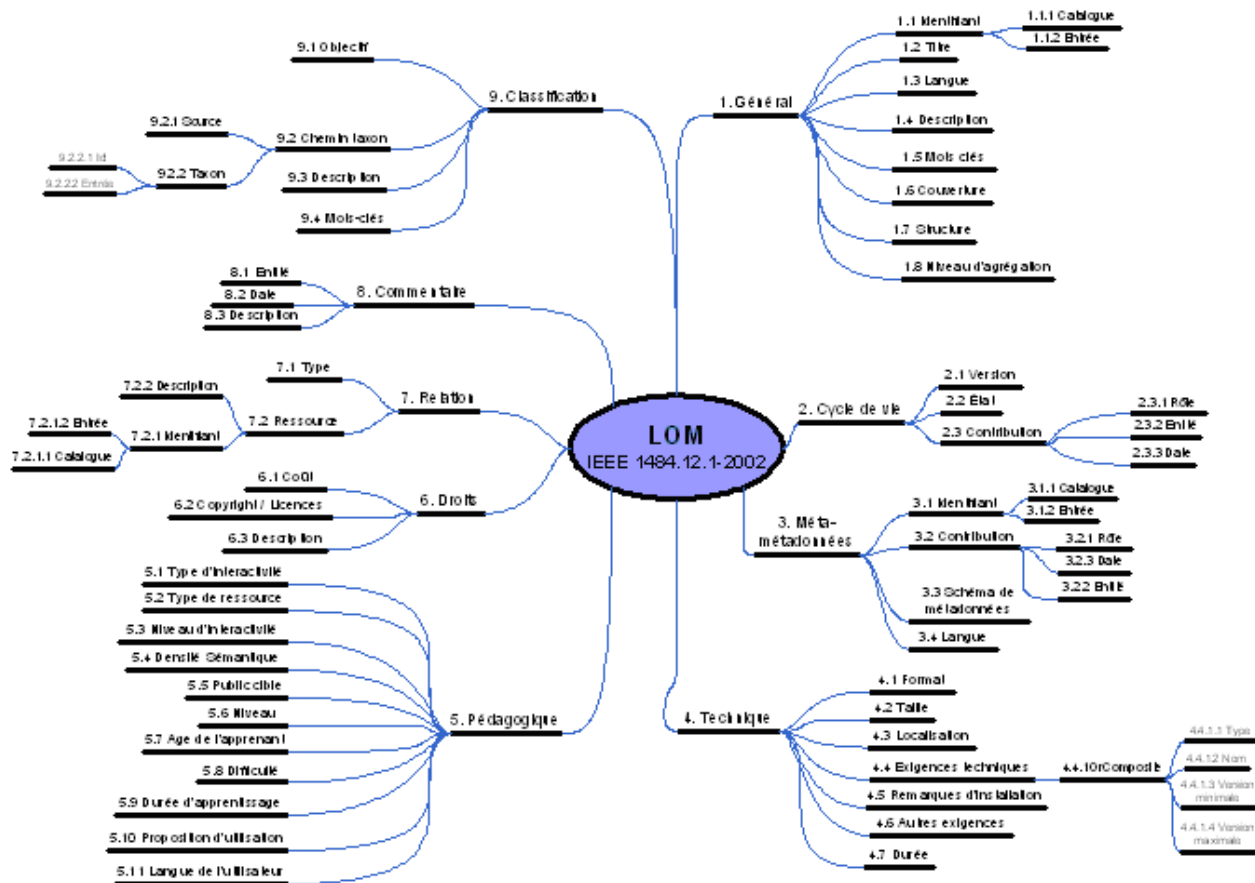 LOM
IEEE 1484.12.1-2002
1. Général
1.1 Identifiant
1.1.1 Catalogue
1.1.2 Entrée
1.2 Titre
1.3 Langue
1.4 Description
1.5 Mots clés
1.6 Couverture
1.7 Structure
1.8 Niveau d'agrégation
2. Cycle de vie
2.1 Version
2.2 État
2.3 Contribution
2.3.1 Rôle
2.3.2 Entité
2.3.3 Date
3. Méta-
métadonnées
3.1 Identifiant
3.1.1 Catalogue
3.1.2 Entrée
3.2 Contribution
3.2.1 Rôle
3.2.3 Date
3.2.2 Entité
3.3 Schéma de
métadonnées
3.4 Langue
4. Technique
4.1 Format
4.2 Taille
4.3 Localisation
4.4 Exigences techniques
4.4.1 OrComposite
4.4.1.1 Type
4.4.1.2 Nom
4.4.1.3 Version
minimale
4.4.1.4 Version
maximale
4.5 Remarques d'installation
4.6 Autres exigences
4.7 Durée
5. Pédagogique
5.1 Type d'interactivité
5.2 Type de ressource
5.3 Niveau d'interactivité
5.4 Densité Sémantique
5.5 Public cible
5.6 Niveau
5.7 Age de l'apprenant
5.8 Difficulté
5.9 Durée d'apprentissage
5.10 Proposition d'utilisation
5.11 Langue de l'utilisateur
6. Droits
6.1 Coût
6.2 Copyright / Licences
6.3 Description
7. Relation
7.1 Type
7.2 Ressource
7.2.2 Description
7.2.1 Identifiant
7.2.1.2 Entrée
7.2.1.1 Catalogue
8. Commentaire
8.1 Entité
8.2 Date
8.3 Description
9. Classification
9.1 Objectif
9.2 Chemin taxon
9.2.1 Source
9.2.2 Taxon
9.2.2.1 Id
9.2.2.2 Entrée
9.3 Description
9.4 Mots-clés